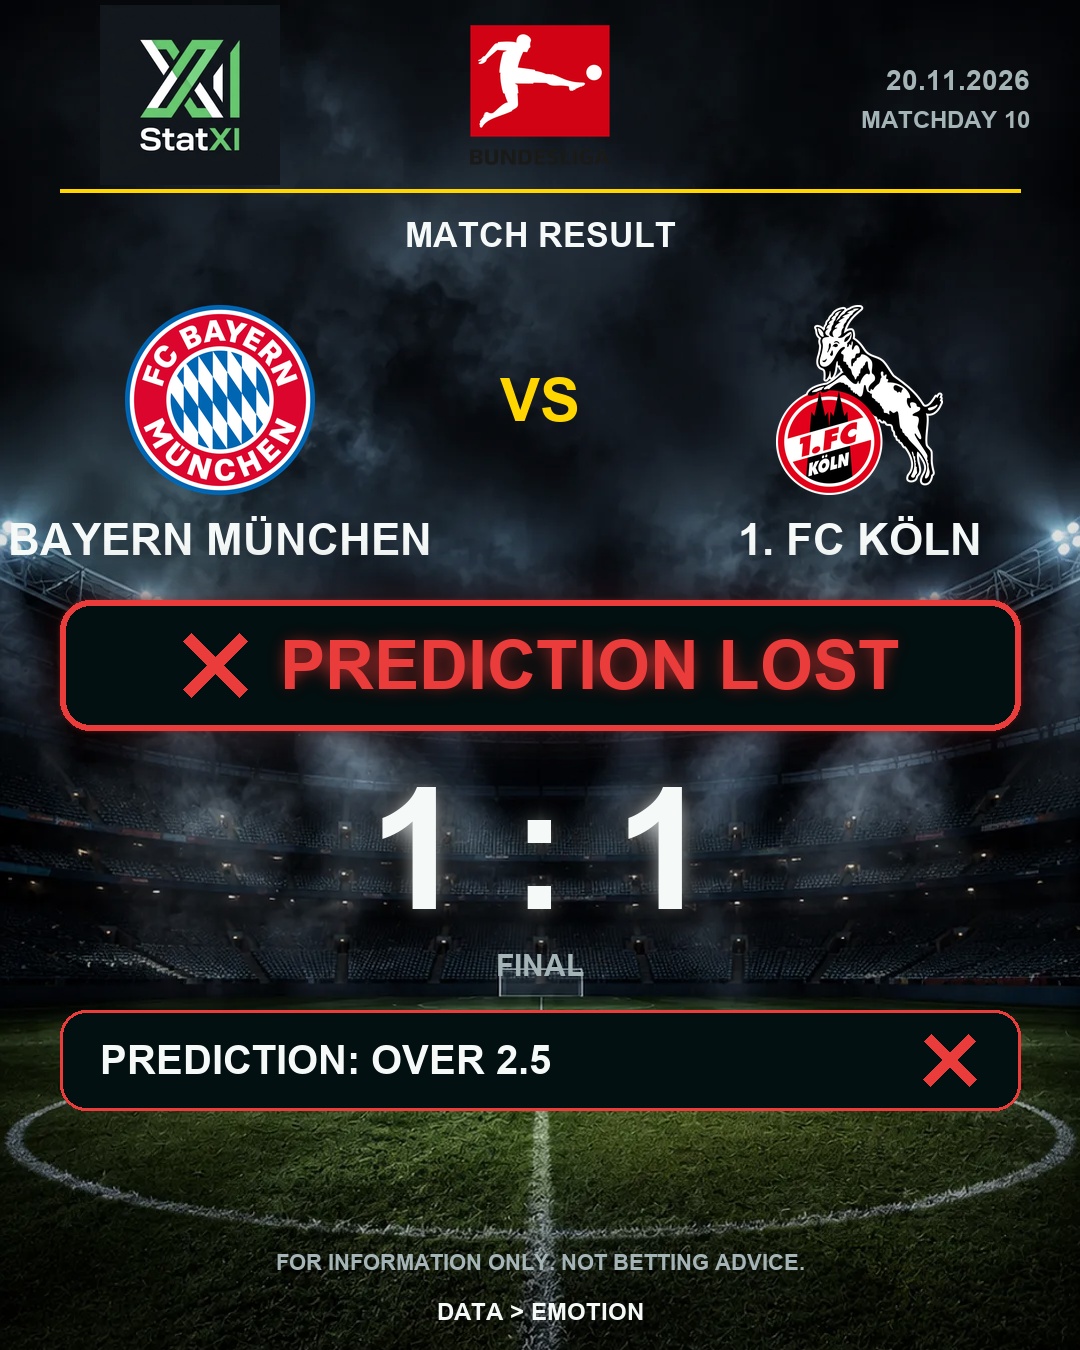 StatXI
BUNDESLIGA
20.11.2026
MATCHDAY 10
MATCH RESULT
FC BAYERN
MÜNCHEN
VS
1.FC
KÖLN
BAYERN MÜNCHEN
1. FC KÖLN
PREDICTION LOST
1 : 1
FINAL
PREDICTION: OVER 2.5
FOR INFORMATION ONLY. NOT BETTING ADVICE.
DATA > EMOTION